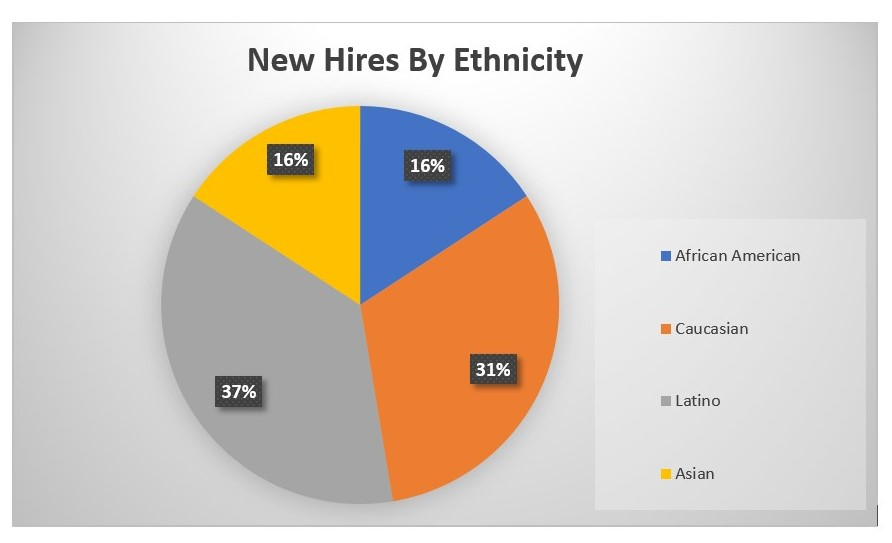 New Hires By Ethnicity
16%
16%
31%
37%
African American
Caucasian
Latino
Asian